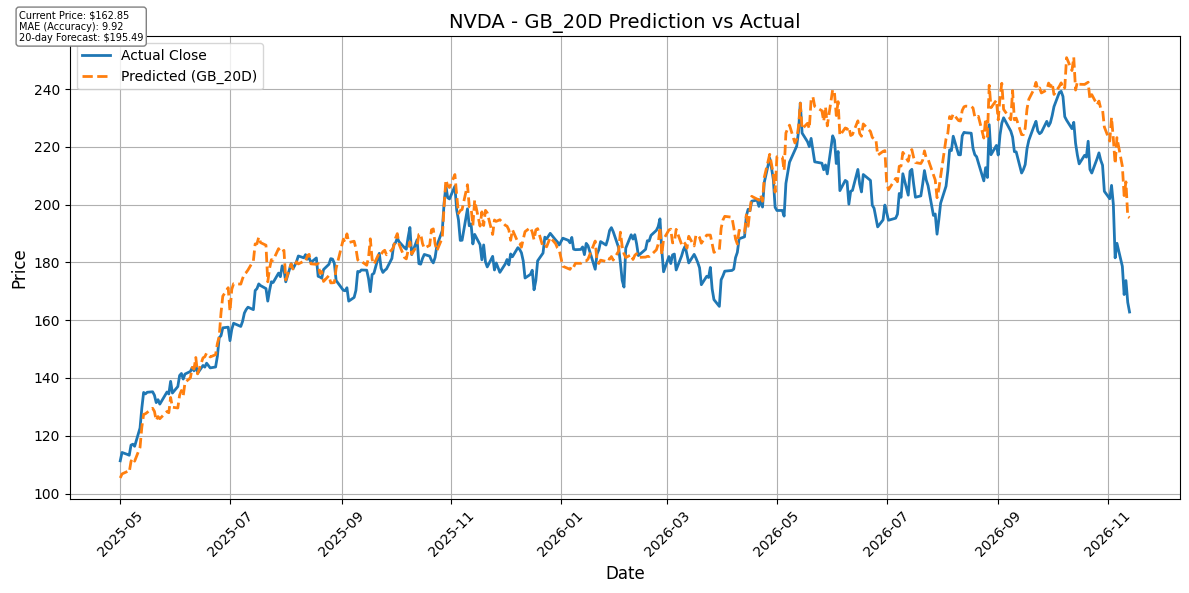 Current Price: $162.85
MAE (Accuracy): 9.92
20-day Forecast: $195.49
NVDA - GB_20D Prediction vs Actual
Actual Close
Predicted (GB_20D)
Price
240
220
200
180
160
140
120
100
2025-05
2025-07
2025-09
2025-11
2026-01
2026-03
2026-05
2026-07
2026-09
2026-11
Date